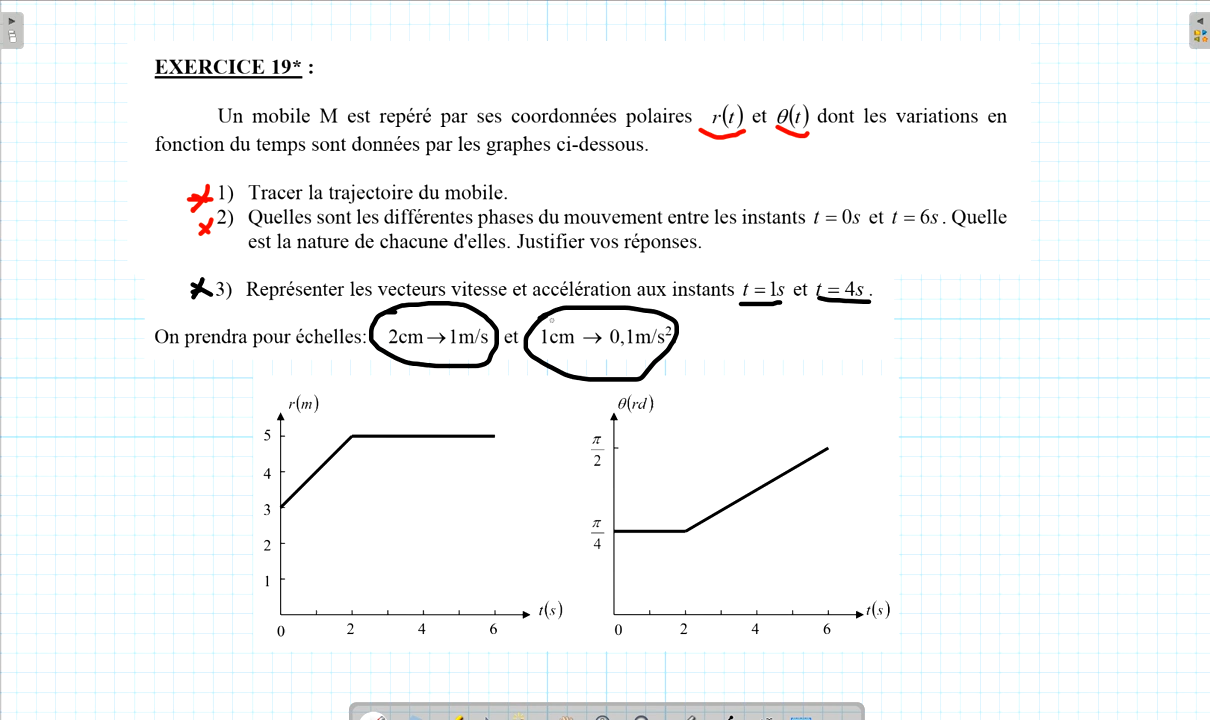 EXERCICE 19* :
Un mobile M est repéré par ses coordonnées polaires r(t) et θ(t) dont les variations en
fonction du temps sont données par les graphes ci-dessous.
1) Tracer la trajectoire du mobile.
2) Quelles sont les différentes phases du mouvement entre les instants t = 0s et t = 6s. Quelle
est la nature de chacune d'elles. Justifier vos réponses.
3) Représenter les vecteurs vitesse et accélération aux instants t = 1s et t = 4s.
On prendra pour échelles: 2cm → 1m/s et 1cm → 0,1m/s²
r(m)
5
4
3
2
1
0 2 4 6
t(s)
θ(rd)
π/2
π/4
0 2 4 6
t(s)